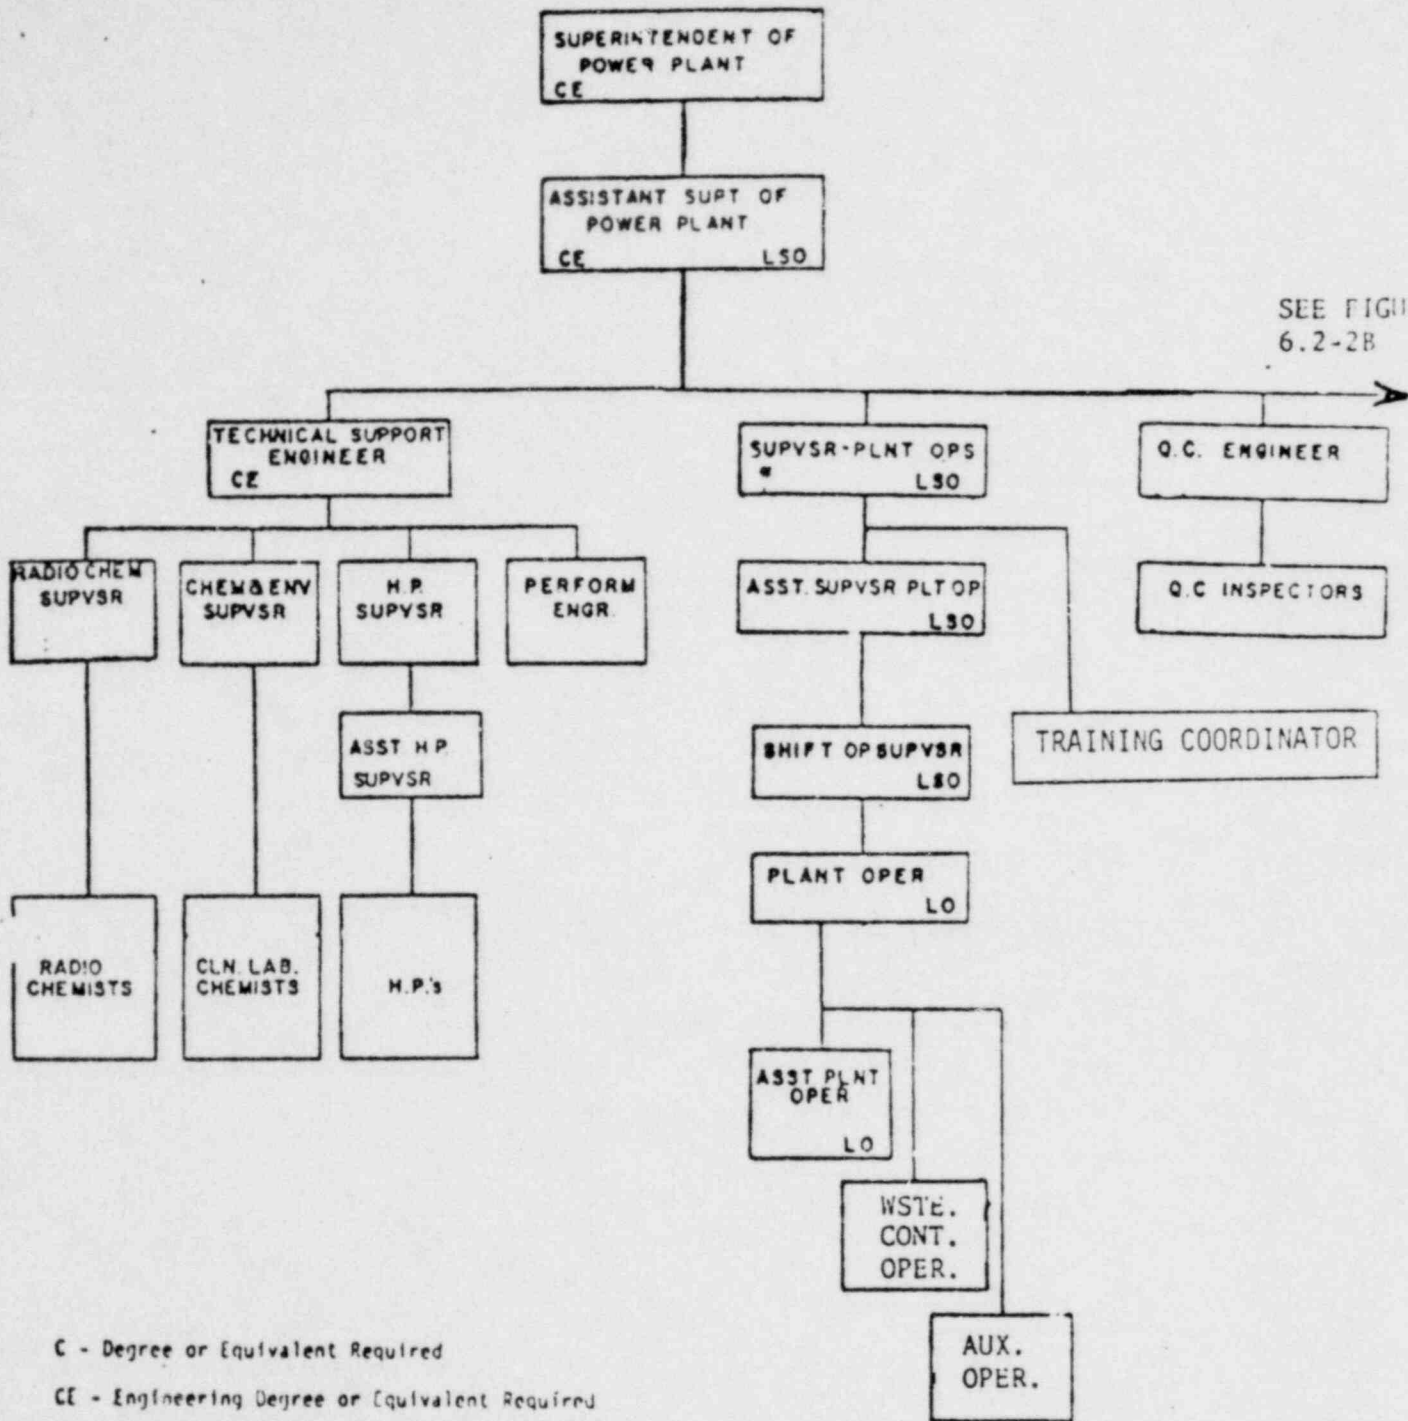 SUPERINTENDENT OF
POWER PLANT
CE
ASSISTANT SUPT OF
POWER PLANT
CE LSO
SEE
6.2-2B
TECHNICAL SUPPORT
ENGINEER
CE
SUPVSR-PLNT OPS
* LSO
Q.C. ENGINEER
RADIO CHEM
SUPVSR
CHEM & ENV
SUPVSR
H.P.
SUPVSR
PERFORM
ENGR.
ASST. SUPVSR PLT OP
LSO
Q.C INSPECTORS
ASST H.P.
SUPVSR
SHIFT OP SUPVSR
LSO
TRAINING COORDINATOR
PLANT OPER
LO
RADIO
CHEMISTS
CLN. LAB.
CHEMISTS
H.P.'s
ASST PLNT
OPER
LO
WSTE.
CONT.
OPER.
AUX.
OPER.
C - Degree or Equivalent Required
CE - Engineering Degree or Equivalent Required